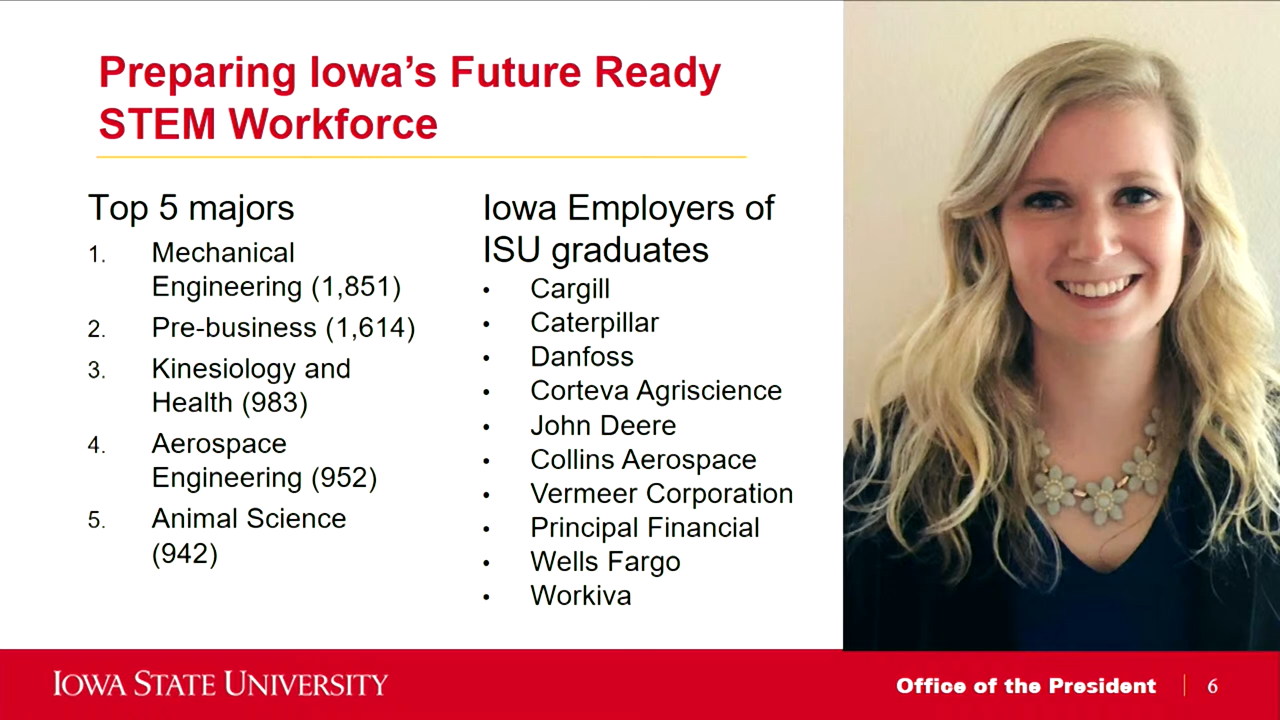 Preparing Iowa’s Future Ready
STEM Workforce
Top 5 majors
1. Mechanical
Engineering (1,851)
2. Pre-business (1,614)
3. Kinesiology and
Health (983)
4. Aerospace
Engineering (952)
5. Animal Science
(942)
Iowa Employers of
ISU graduates
• Cargill
• Caterpillar
• Danfoss
• Corteva Agriscience
• John Deere
• Collins Aerospace
• Vermeer Corporation
• Principal Financial
• Wells Fargo
• Workiva
IOWA STATE UNIVERSITY
Office of the President | 6